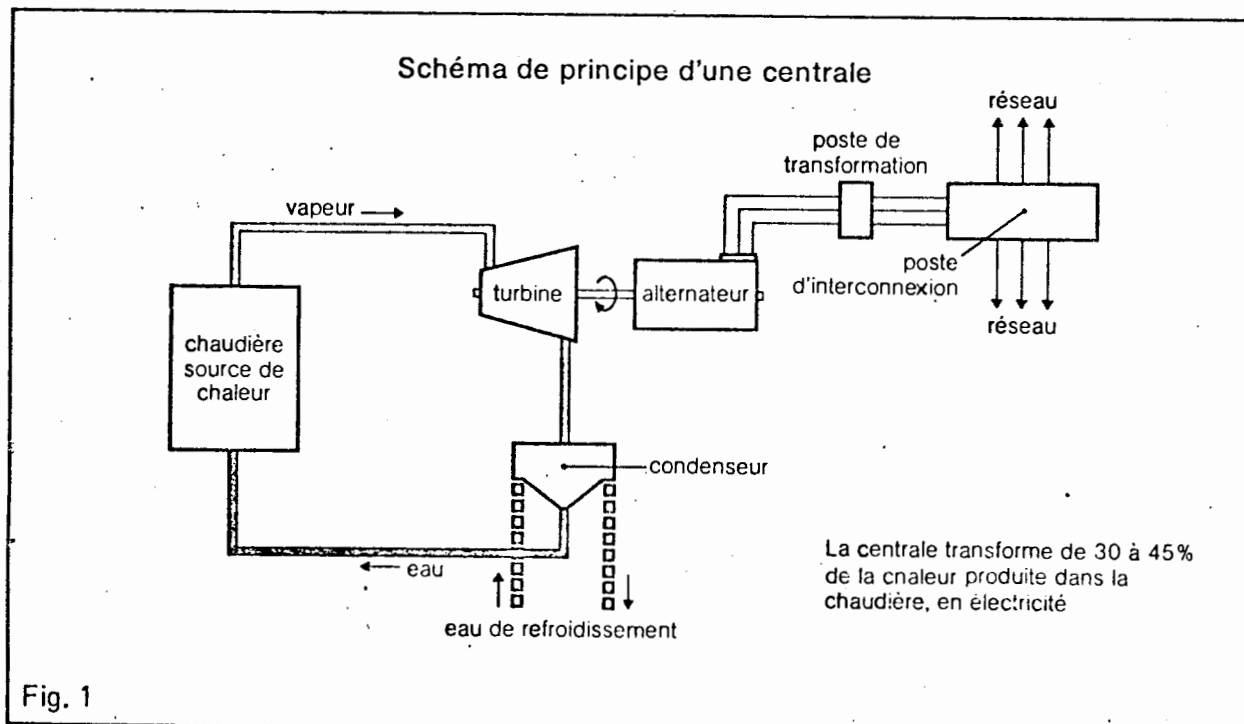 Schéma de principe d'une centrale
réseau
poste de
transformation
vapeur
turbine
alternateur
poste
d'interconnexion
réseau
chaudière
source de
chaleur
condenseur
eau
eau de refroidissement
La centrale transforme de 30 à 45%
de la cnaleur produite dans la
chaudière, en électricité
Fig. 1